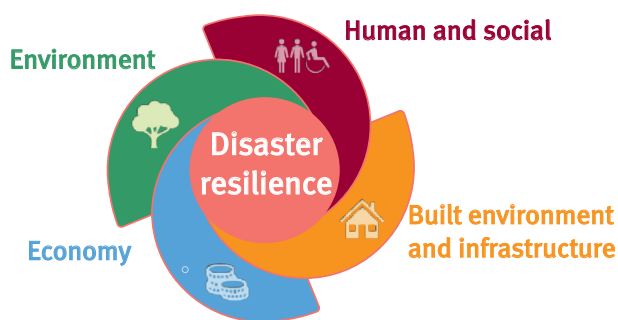 Human and social
Environment
Disaster
resilience
Built environment
and infrastructure
Economy